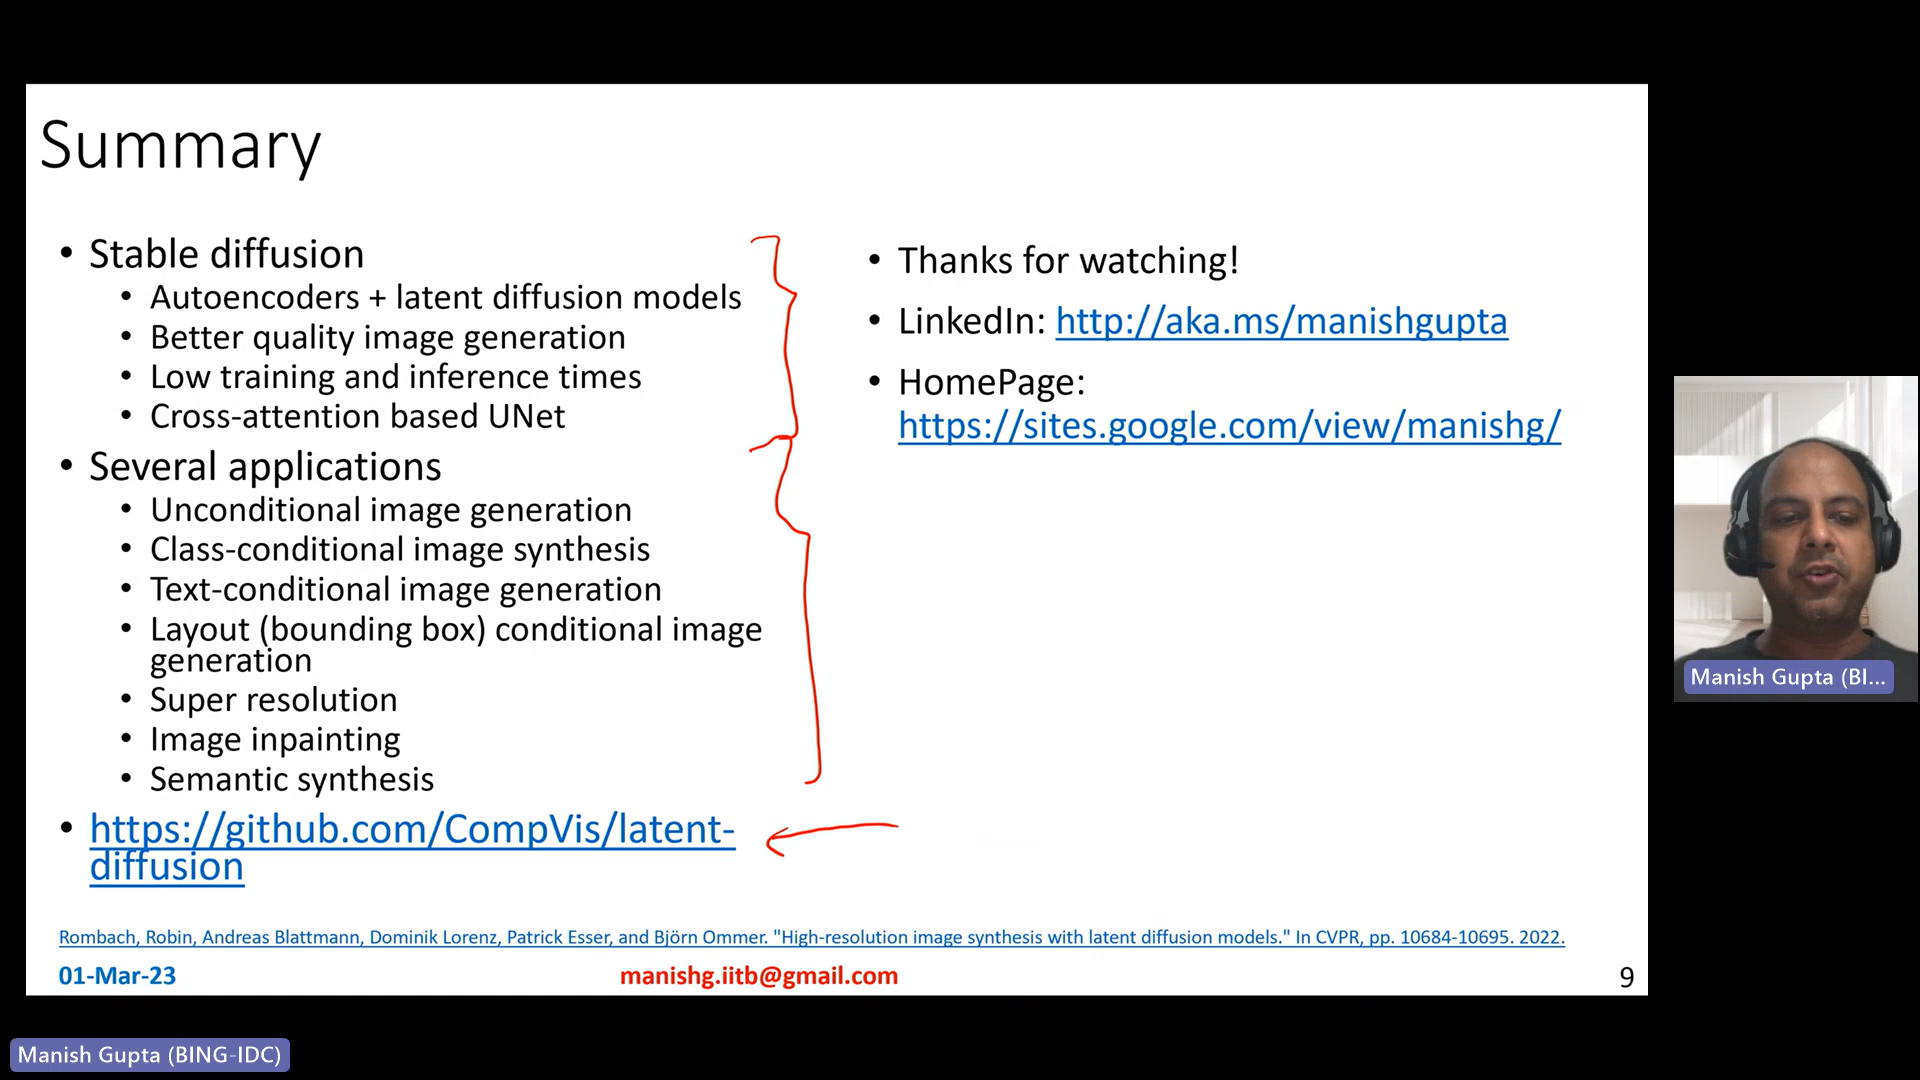 Summary
• Stable diffusion
• Autoencoders + latent diffusion models
• Better quality image generation
• Low training and inference times
• Cross-attention based UNet
• Several applications
• Unconditional image generation
• Class-conditional image synthesis
• Text-conditional image generation
• Layout (bounding box) conditional image
generation
• Super resolution
• Image inpainting
• Semantic synthesis
• https://github.com/CompVis/latent-
diffusion
• Thanks for watching!
• LinkedIn: http://aka.ms/manishgupta
• HomePage:
https://sites.google.com/view/manishg/
Rombach, Robin, Andreas Blattmann, Dominik Lorenz, Patrick Esser, and Björn Ommer. "High-resolution image synthesis with latent diffusion models." In CVPR, pp. 10684-10695. 2022.
01-Mar-23
manishg.iitb@gmail.com
9
Manish Gupta (BI...
Manish Gupta (BING-IDC)